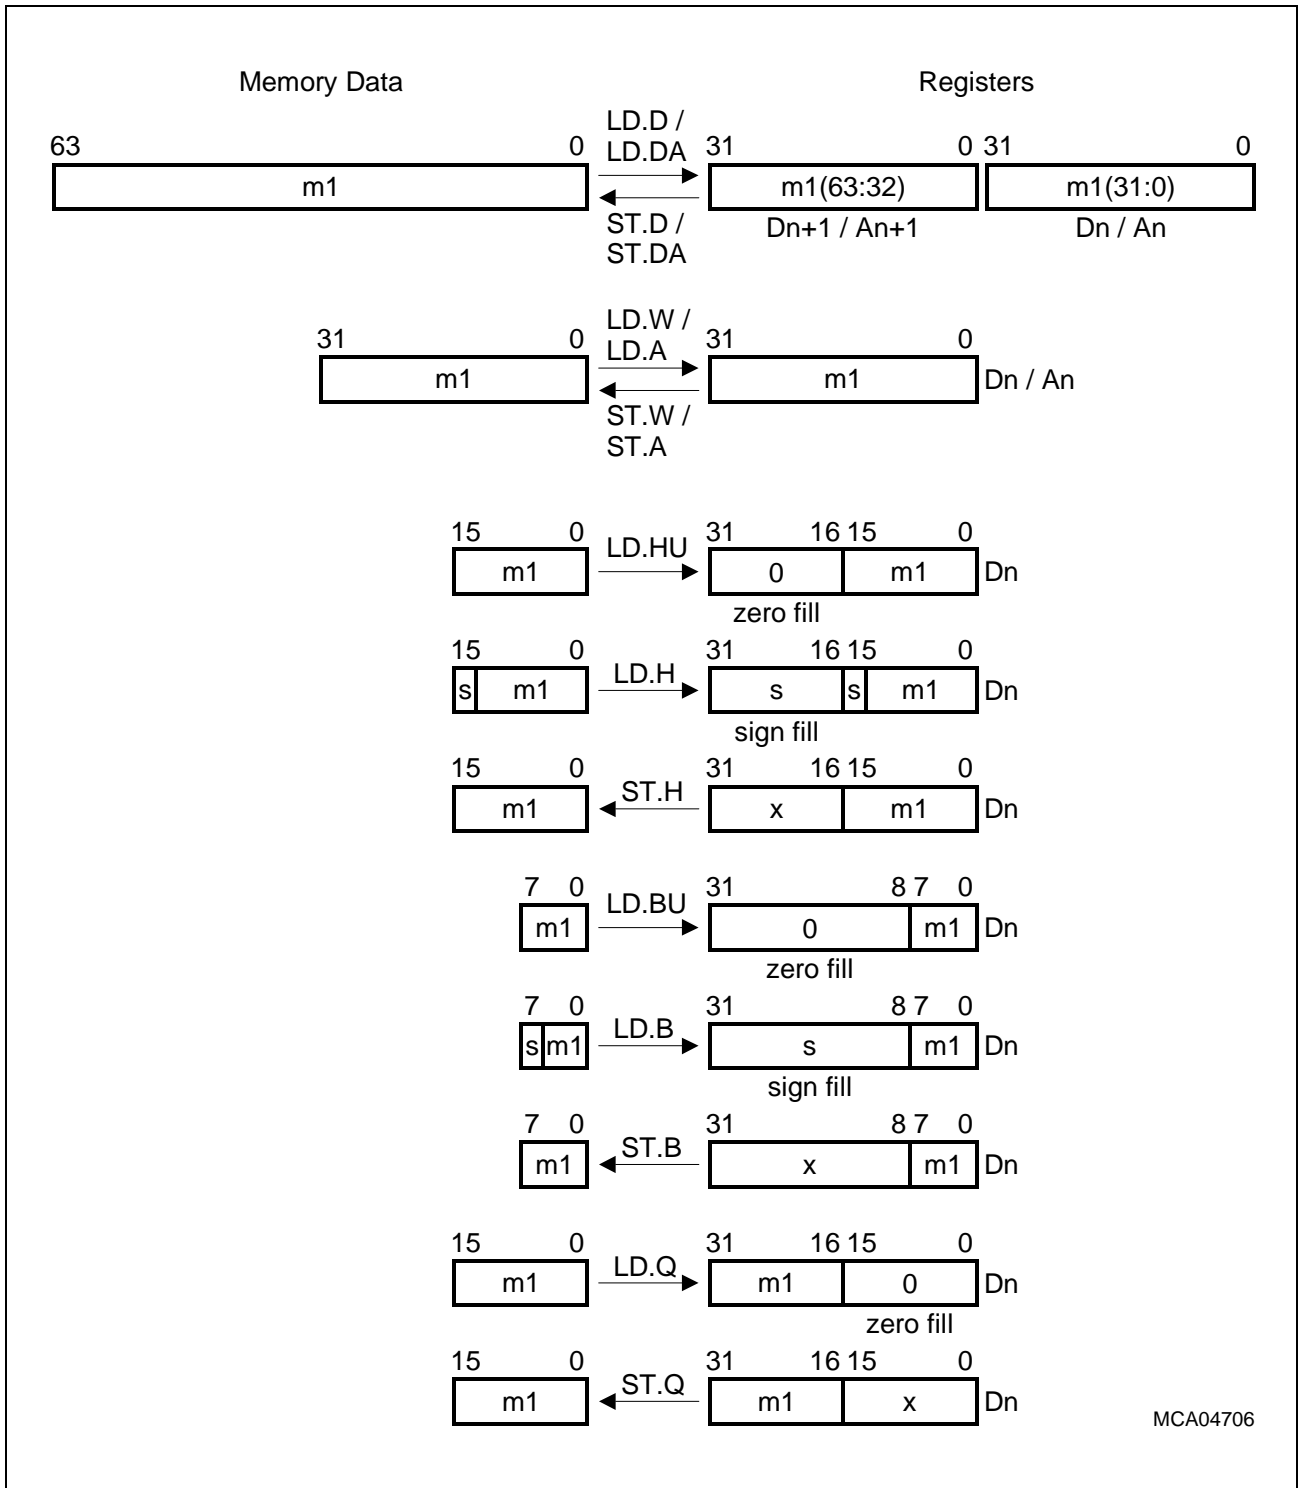 Memory Data Registers
LD.D /
63 0 LD.DA 31 0 31 0
m1 m1(63:32) m1(31:0)
ST.D / Dn+1 / An+1 Dn / An
ST.DA
LD.W /
31 0 LD.A 31 0
m1 m1 Dn / An
ST.W /
ST.A
15 0 LD.HU 31 16 15 0
m1 0 m1 Dn
zero fill
15 0 LD.H 31 16 15 0
s m1 s s m1 Dn
sign fill
15 0 ST.H 31 16 15 0
m1 x m1 Dn
7 0 LD.BU 31 8 7 0
m1 0 m1 Dn
zero fill
7 0 LD.B 31 8 7 0
s m1 s m1 Dn
sign fill
7 0 ST.B 31 8 7 0
m1 x m1 Dn
15 0 LD.Q 31 16 15 0
m1 m1 0 Dn
zero fill
15 0 ST.Q 31 16 15 0
m1 m1 x Dn
MCA04706